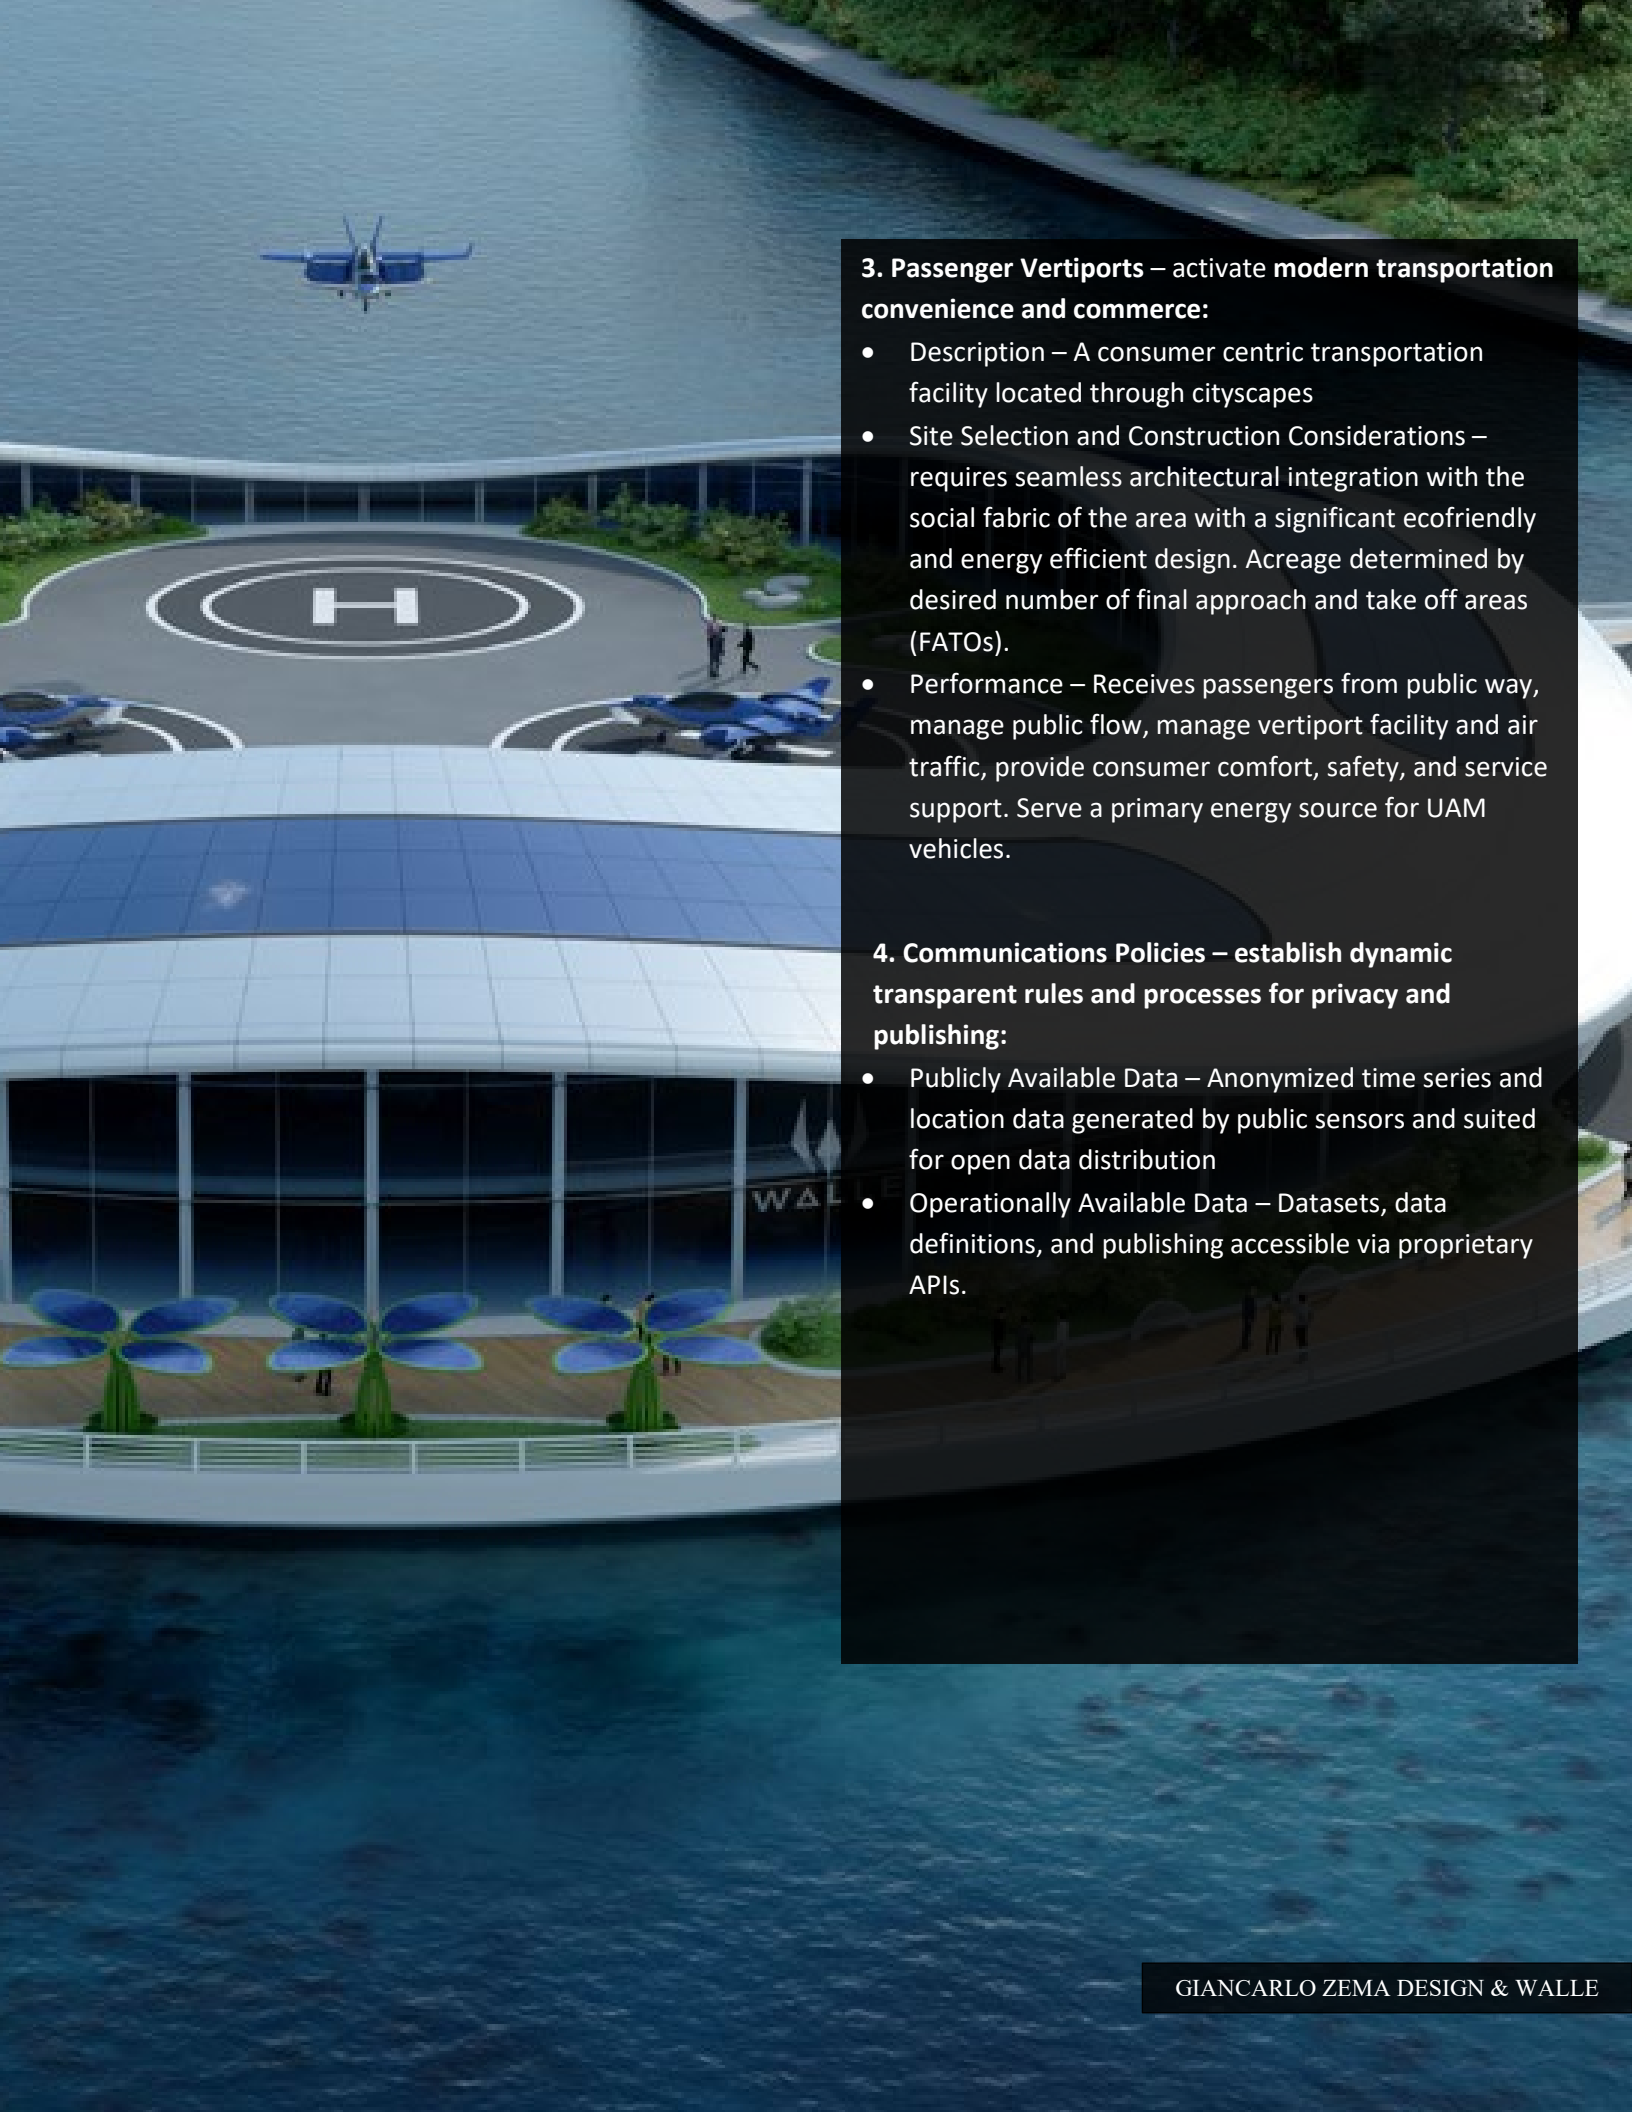 3. Passenger Vertiports – activate modern transportation
convenience and commerce:
• Description – A consumer centric transportation
facility located through cityscapes
• Site Selection and Construction Considerations –
requires seamless architectural integration with the
social fabric of the area with a significant ecofriendly
and energy efficient design. Acreage determined by
desired number of final approach and take off areas
(FATOs).
• Performance – Receives passengers from public way,
manage public flow, manage vertiport facility and air
traffic, provide consumer comfort, safety, and service
support. Serve a primary energy source for UAM
vehicles.
4. Communications Policies – establish dynamic
transparent rules and processes for privacy and
publishing:
• Publicly Available Data – Anonymized time series and
location data generated by public sensors and suited
for open data distribution
• Operationally Available Data – Datasets, data
definitions, and publishing accessible via proprietary
APIs.
H
WALLE
GIANCARLO ZEMA DESIGN & WALLE